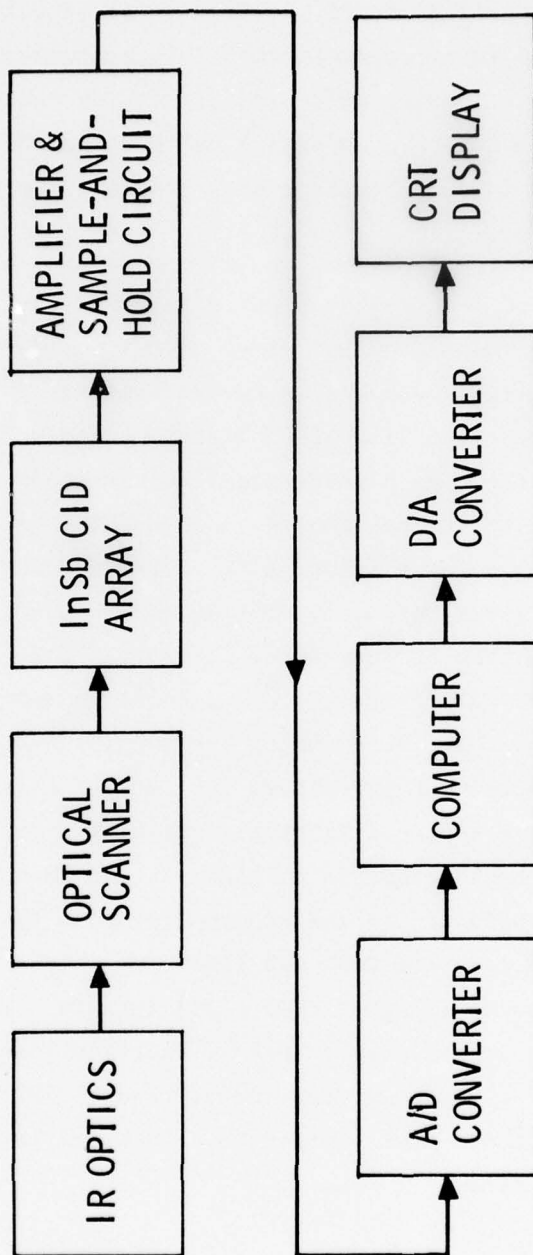 IR OPTICS
OPTICAL
SCANNER
InSb CID
ARRAY
AMPLIFIER &
SAMPLE-AND-
HOLD CIRCUIT
A/D
CONVERTER
COMPUTER
D/A
CONVERTER
CRT
DISPLAY